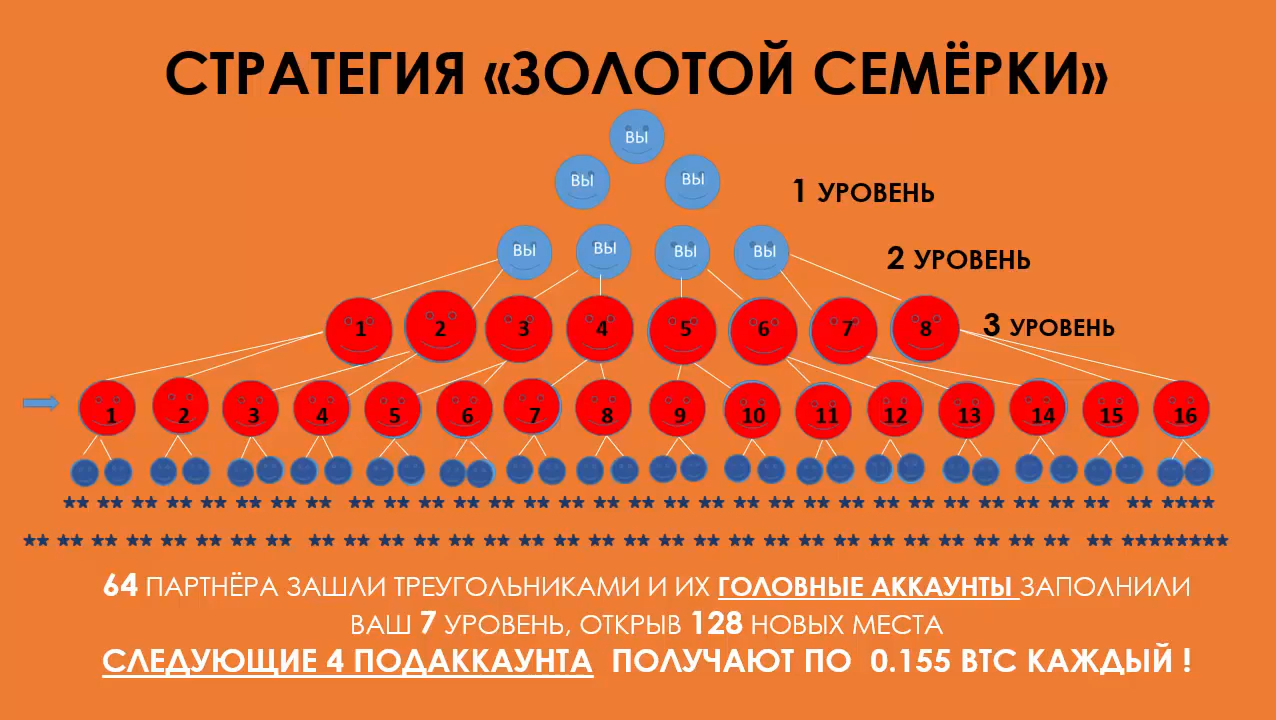 СТРАТЕГИЯ «ЗОЛОТОЙ СЕМЁРКИ»
ВЫ
ВЫ ВЫ
1 УРОВЕНЬ
ВЫ ВЫ ВЫ ВЫ
2 УРОВЕНЬ
1 2 3 4 5 6 7 8
3 УРОВЕНЬ
1 2 3 4 5 6 7 8 9 10 11 12 13 14 15 16
64 ПАРТНЁРА ЗАШЛИ ТРЕУГОЛЬНИКАМИ И ИХ ГОЛОВНЫЕ АККАУНТЫ ЗАПОЛНИЛИ
ВАШ 7 УРОВЕНЬ, ОТКРЫВ 128 НОВЫХ МЕСТА
СЛЕДУЮЩИЕ 4 ПОДАККАУНТА ПОЛУЧАЮТ ПО 0.155 BTC КАЖДЫЙ !